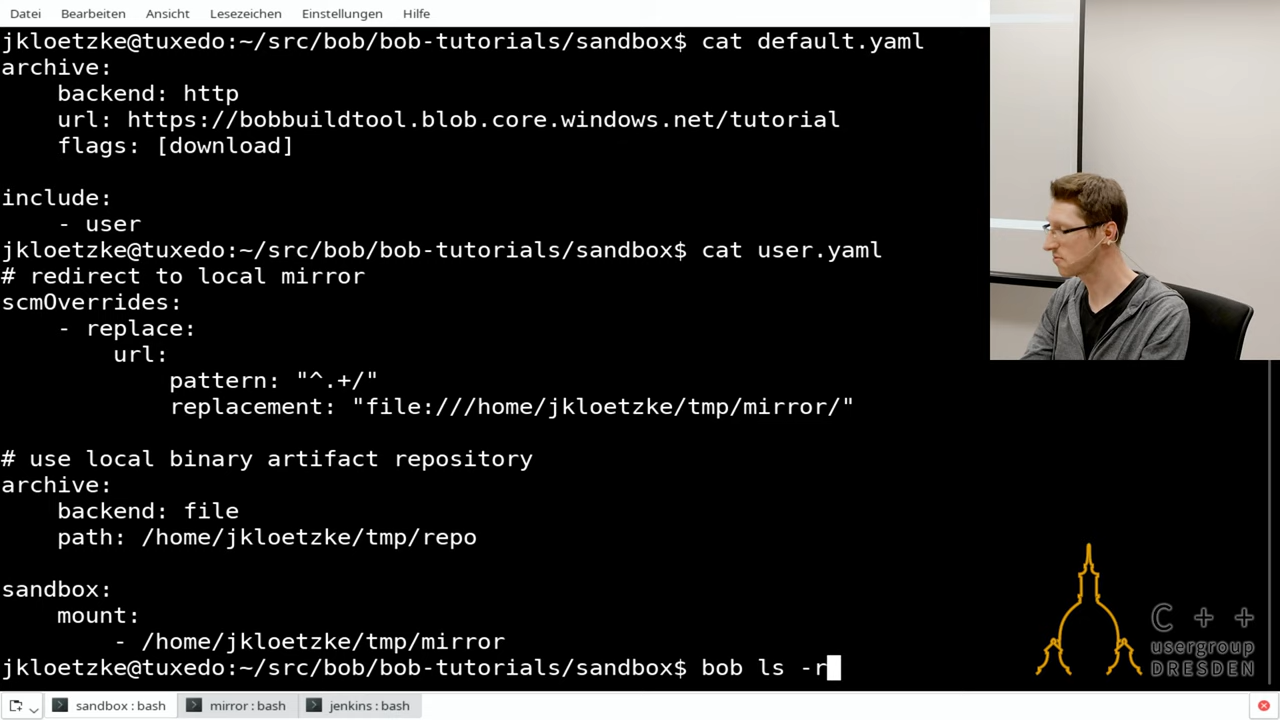 Datei Bearbeiten Ansicht Lesezeichen Einstellungen Hilfe
jkloetzke@tuxedo:~/src/bob/bob-tutorials/sandbox$ cat default.yaml
archive:
    backend: http
    url: https://bobbuildtool.blob.core.windows.net/tutorial
    flags: [download]
include:
    - user
jkloetzke@tuxedo:~/src/bob/bob-tutorials/sandbox$ cat user.yaml
# redirect to local mirror
scmOverrides:
    - replace:
        url:
            pattern: "^.+/"
            replacement: "file:///home/jkloetzke/tmp/mirror/"
# use local binary artifact repository
archive:
    backend: file
    path: /home/jkloetzke/tmp/repo
sandbox:
    mount:
        - /home/jkloetzke/tmp/mirror
jkloetzke@tuxedo:~/src/bob/bob-tutorials/sandbox$ bob ls -r
C + +
usergroup
DRESDEN
sandbox : bash mirror : bash jenkins : bash